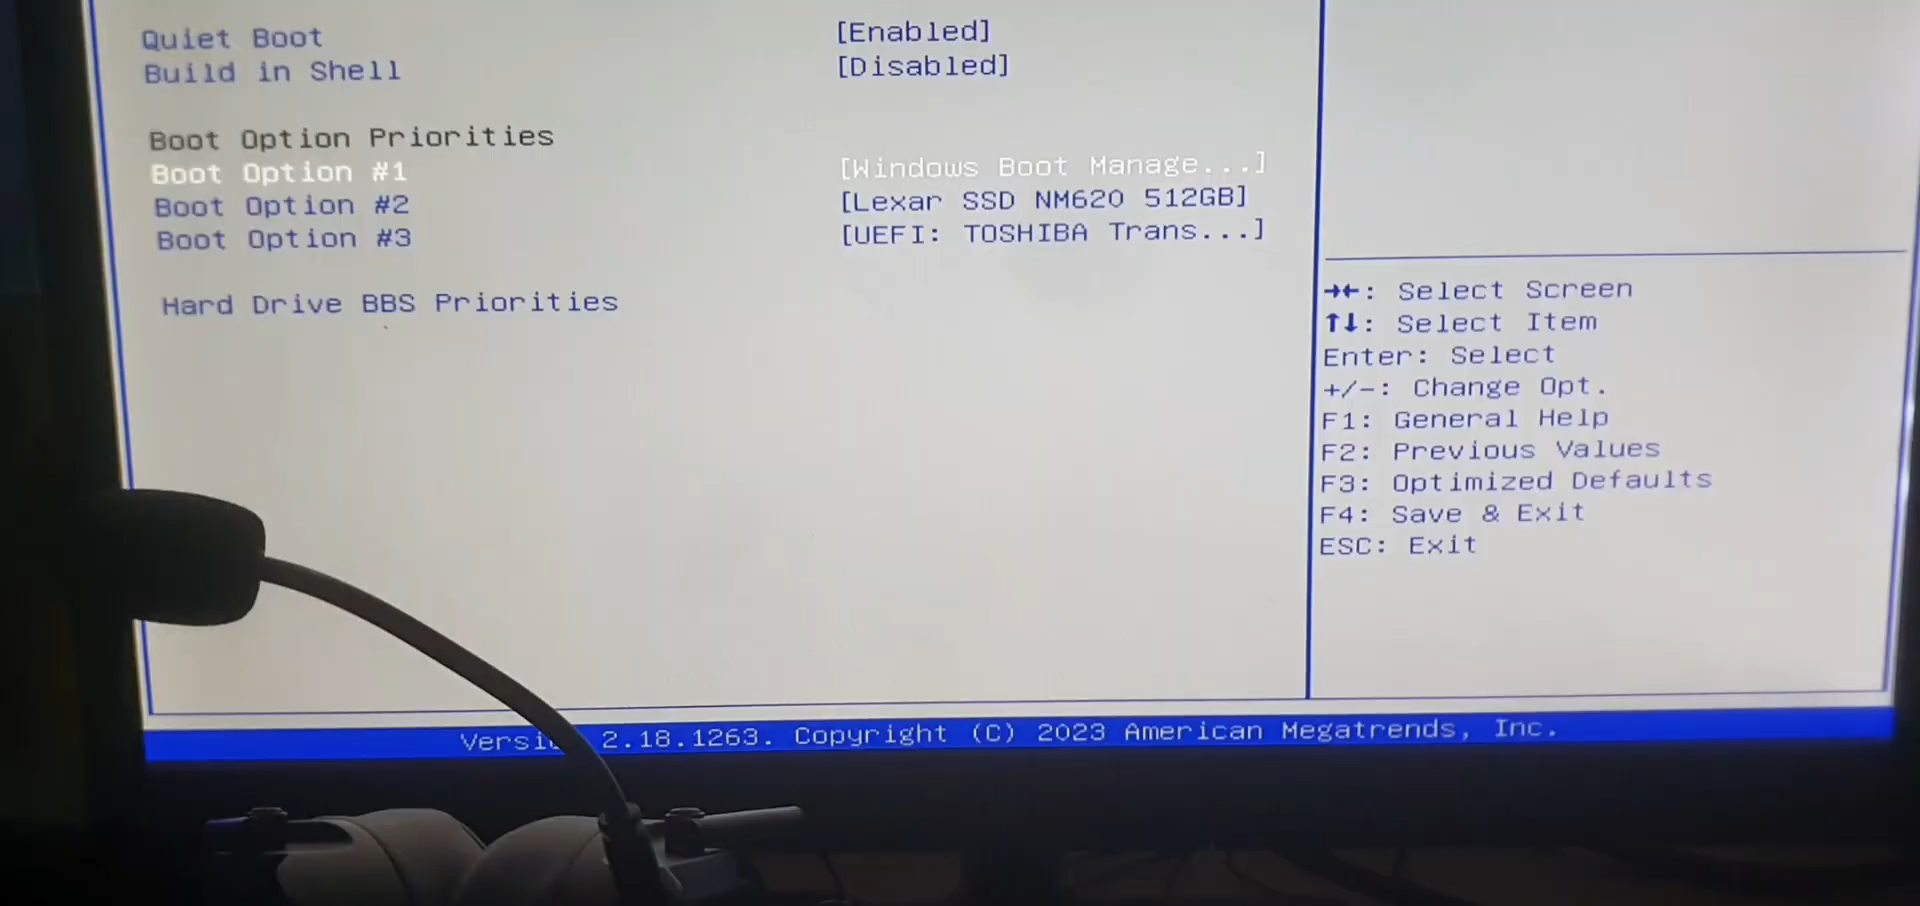 Quiet Boot [Enabled]
Build in Shell [Disabled]
Boot Option Priorities
Boot Option #1 [Windows Boot Manage...]
Boot Option #2 [Lexar SSD NM620 512GB]
Boot Option #3 [UEFI: TOSHIBA Trans...]
Hard Drive BBS Priorities
→←: Select Screen
↑↓: Select Item
Enter: Select
+/-: Change Opt.
F1: General Help
F2: Previous Values
F3: Optimized Defaults
F4: Save & Exit
ESC: Exit
2.18.1263. Copyright (C) 2023 American Megatrends, Inc.